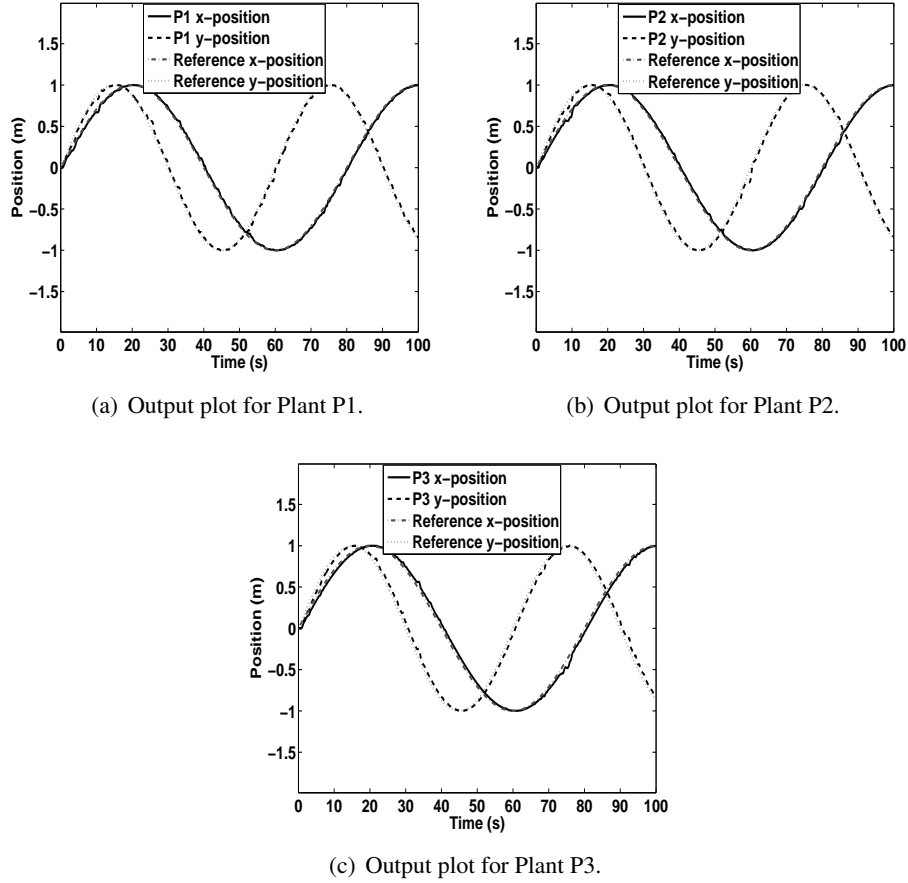 P1 x−position
P1 y−position
Reference x−position
Reference y−position
1.5
1
0.5
0
−0.5
−1
−1.5
Position (m)
0 10 20 30 40 50 60 70 80 90 100
Time (s)
(a) Output plot for Plant P1.
P2 x−position
P2 y−position
Reference x−position
Reference y−position
1.5
1
0.5
0
−0.5
−1
−1.5
Position (m)
0 10 20 30 40 50 60 70 80 90 100
Time (s)
(b) Output plot for Plant P2.
P3 x−position
P3 y−position
Reference x−position
Reference y−position
1.5
1
0.5
0
−0.5
−1
−1.5
Position (m)
0 10 20 30 40 50 60 70 80 90 100
Time (s)
(c) Output plot for Plant P3.